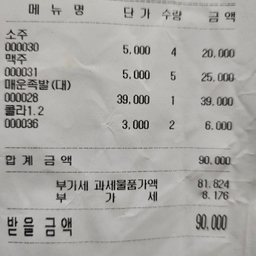 메 뉴 명 단 가 수량 금 액
소주
000030 5,000 4 20,000
맥주
000031 5,000 5 25,000
매운족발(대)
000028 39,000 1 39,000
콜라1.2
000036 3,000 2 6,000
합 계 금 액 90,000
부가세 과세물품가액 81,824
부 가 세 8,176
받 을 금 액 90,000